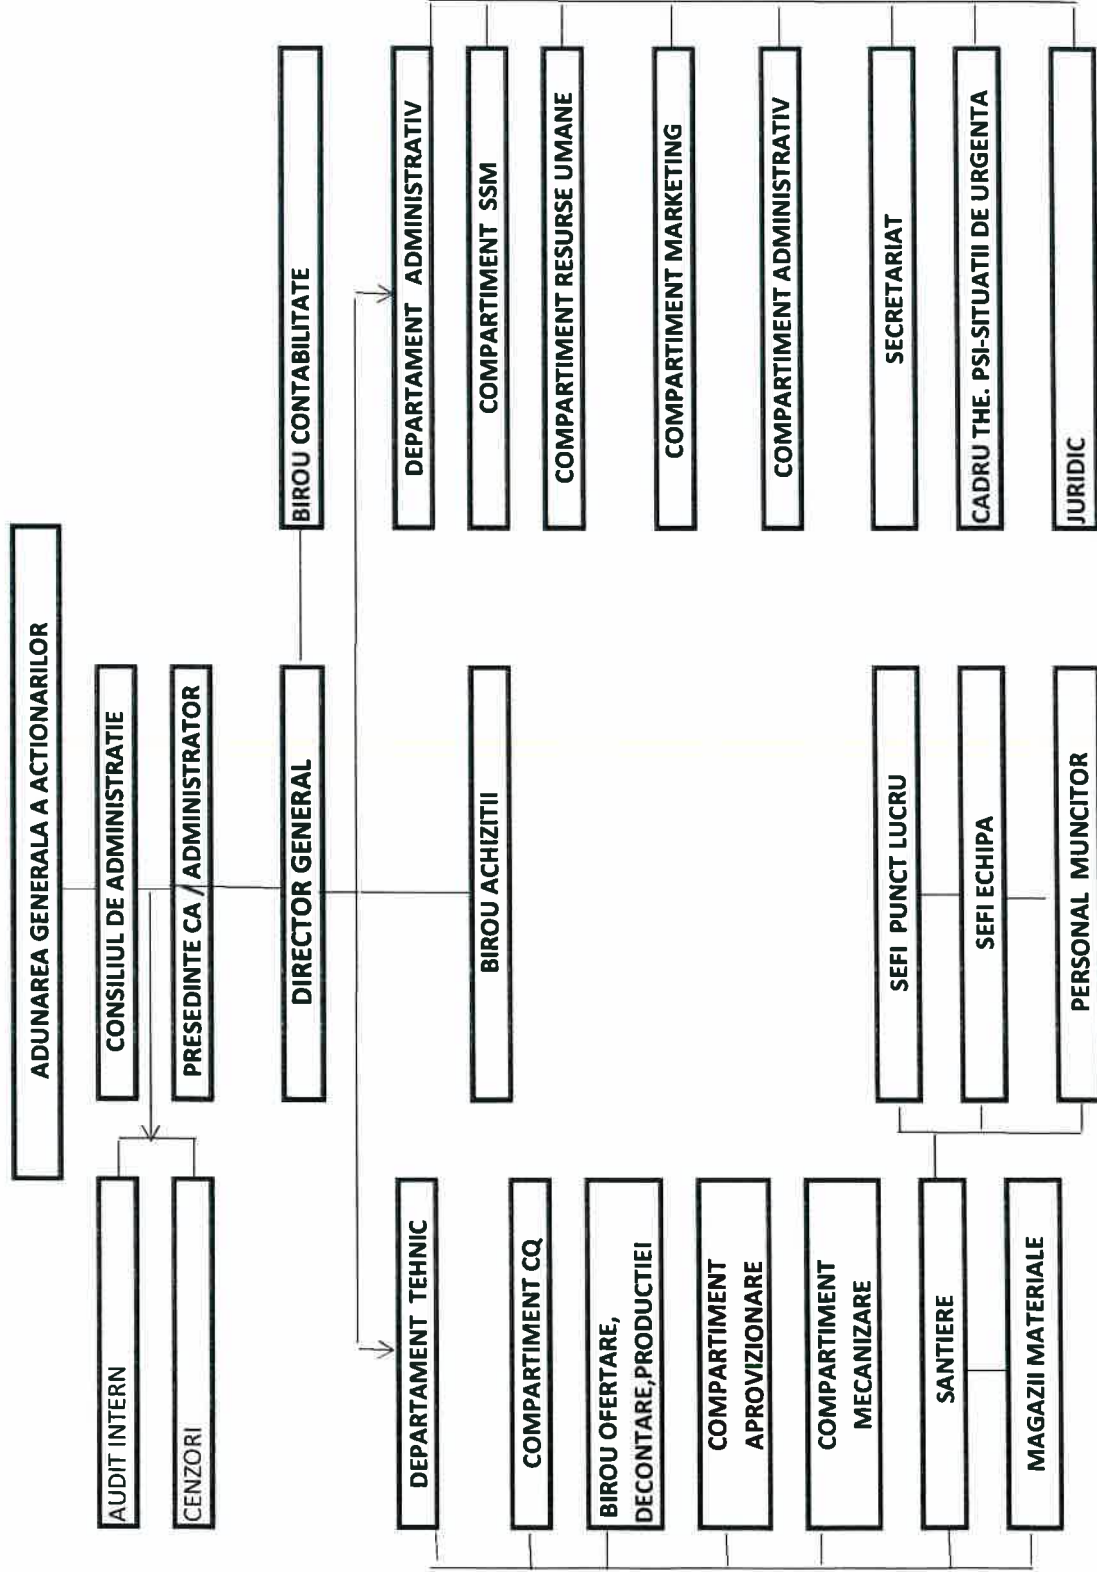 ADUNAREA GENERALA A ACTIONARILOR
CONSILIUL DE ADMINISTRATIE
AUDIT INTERN
PRESEDINTE CA / ADMINISTRATOR
CENZORI
DIRECTOR GENERAL
BIROU CONTABILITATE
DEPARTAMENT TEHNIC
DEPARTAMENT ADMINISTRATIV
BIROU ACHIZITII
COMPARTIMENT SSM
COMPARTIMENT CQ
COMPARTIMENT RESURSE UMANE
BIROU OFERTARE,
DECONTARE,PRODUCTIEI
COMPARTIMENT MARKETING
COMPARTIMENT
APROVIZIONARE
COMPARTIMENT ADMINISTRATIV
COMPARTIMENT
MECANIZARE
SEFI PUNCT LUCRU
SECRETARIAT
SANTIERE
SEFI ECHIPA
CADRU THE. PSI-SITUATII DE URGENTA
MAGAZII MATERIALE
PERSONAL MUNCITOR
JURIDIC